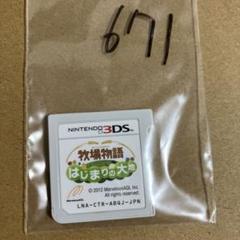 671
NINTENDO 3DS
牧場物語
はじまりの大地
© 2012 MarvelousAQL Inc.
All rights reserved.
LNA-CTR-ABQJ-JPN